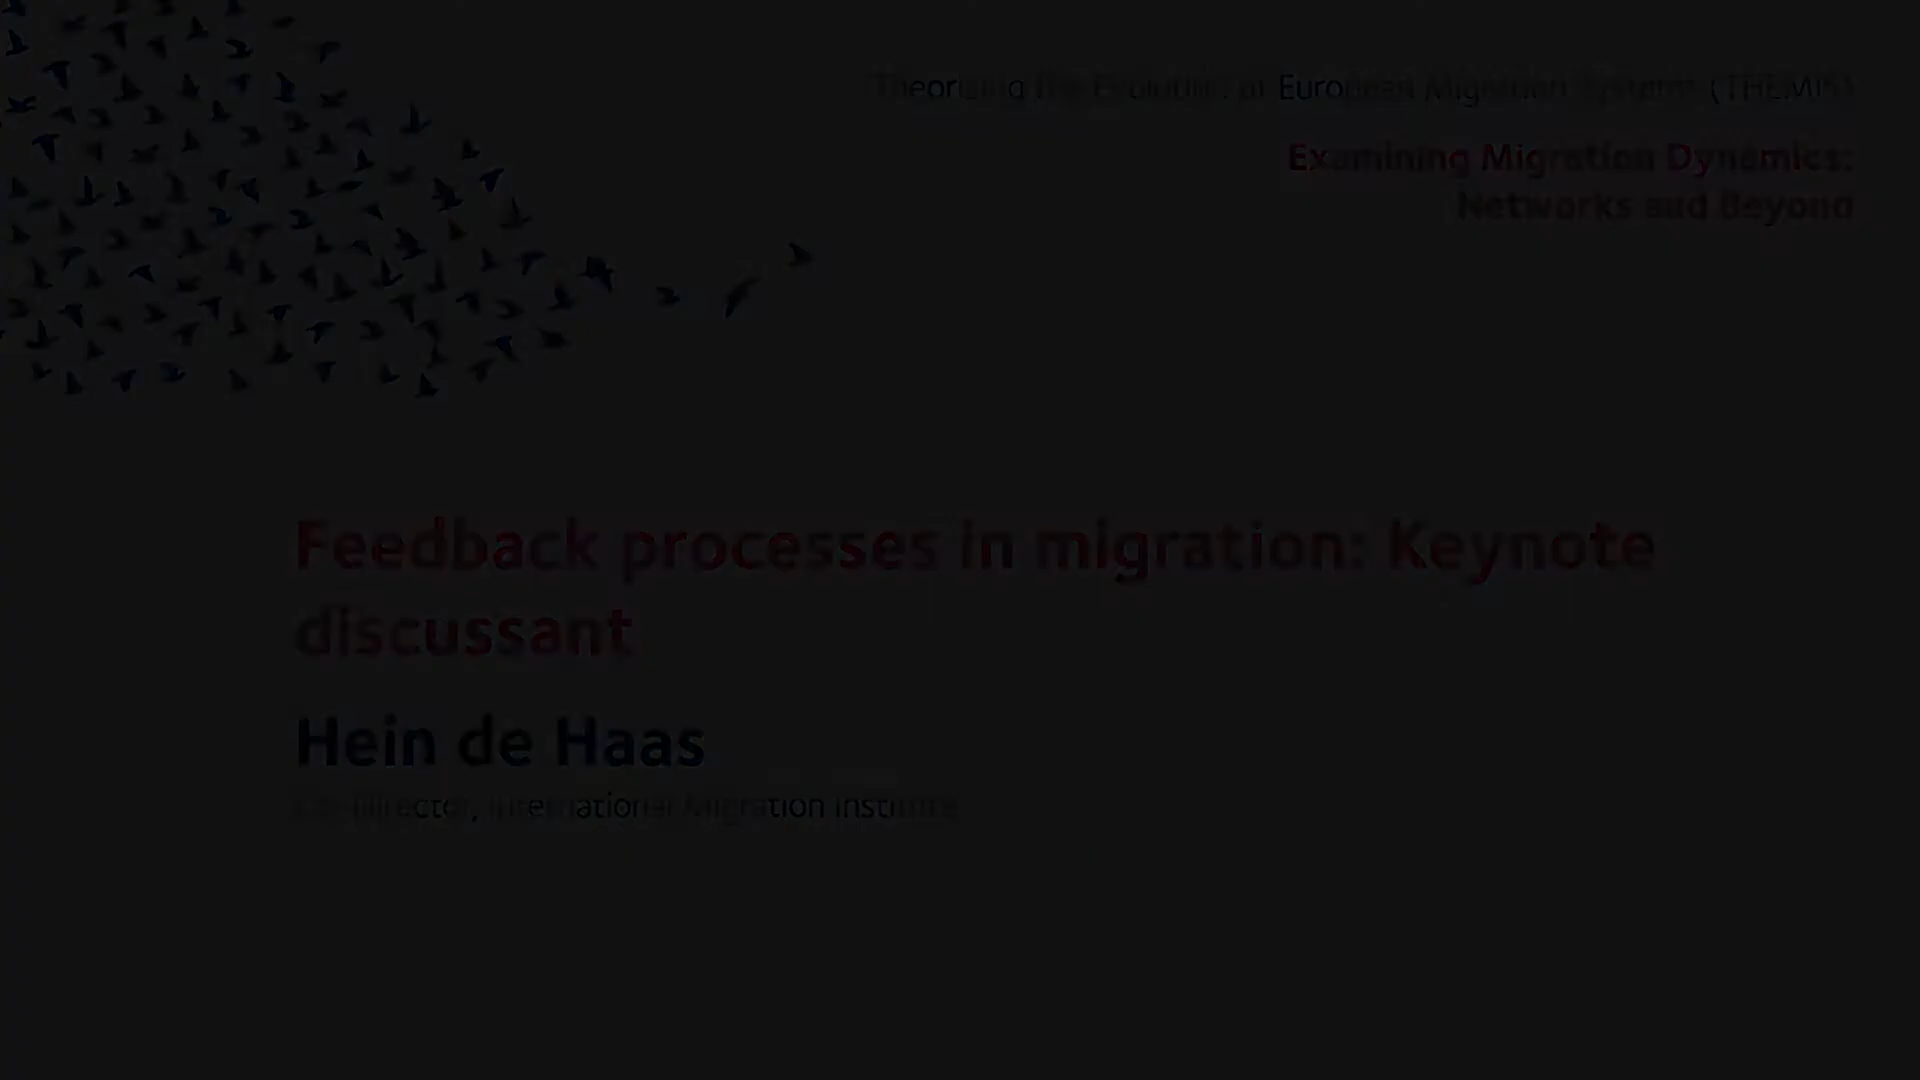 Theorizing the Evolution of European Migration Systems (THEMIS)
Examining Migration Dynamics:
Networks and Beyond
Feedback processes in migration: Keynote
discussant
Hein de Haas
Co-Director, International Migration Institute